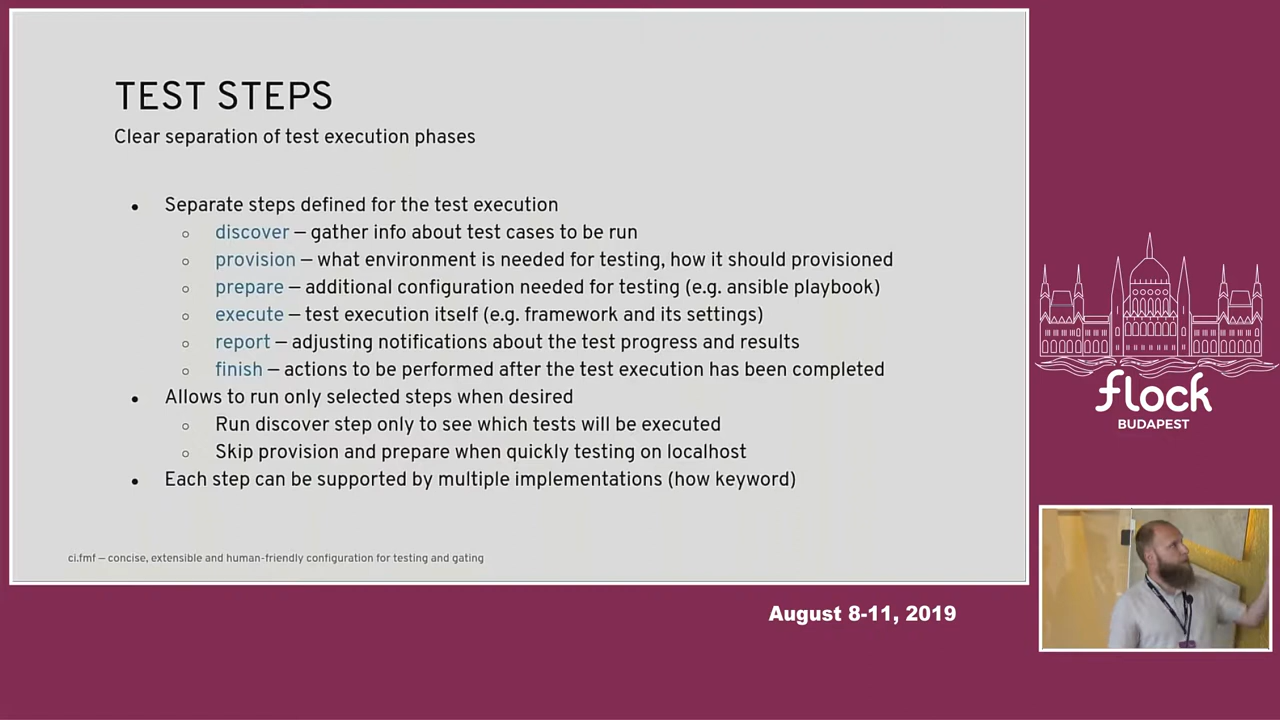 TEST STEPS
Clear separation of test execution phases
● Separate steps defined for the test execution
○ discover – gather info about test cases to be run
○ provision – what environment is needed for testing, how it should provisioned
○ prepare – additional configuration needed for testing (e.g. ansible playbook)
○ execute – test execution itself (e.g. framework and its settings)
○ report – adjusting notifications about the test progress and results
○ finish – actions to be performed after the test execution has been completed
● Allows to run only selected steps when desired
○ Run discover step only to see which tests will be executed
○ Skip provision and prepare when quickly testing on localhost
● Each step can be supported by multiple implementations (how keyword)
ci.fmf – concise, extensible and human-friendly configuration for testing and gating
flock
BUDAPEST
August 8-11, 2019